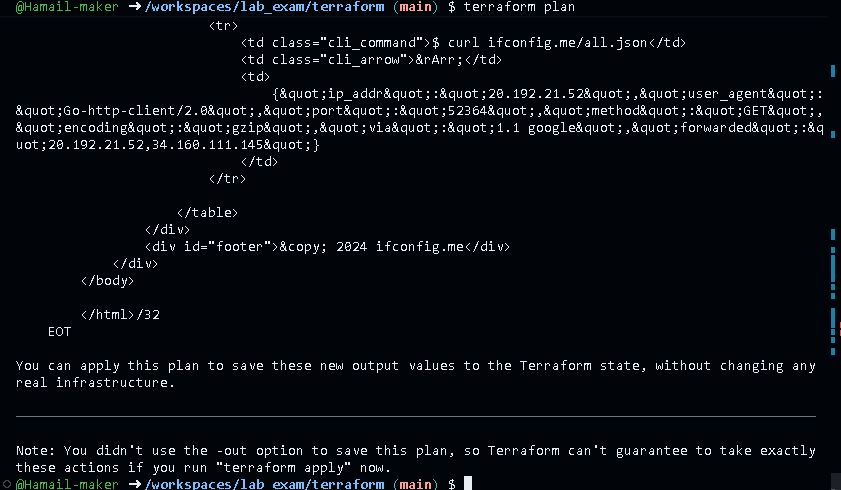 @Hamail-maker ➜/workspaces/lab_exam/terraform (main) $ terraform plan
<tr>
<td class="cli_command">$ curl ifconfig.me/all.json</td>
<td class="cli_arrow">&rArr;</td>
<td>
{&quot;ip_addr&quot;:&quot;20.192.21.52&quot;,&quot;user_agent&quot;:
&quot;Go-http-client/2.0&quot;,&quot;port&quot;:&quot;52364&quot;,&quot;method&quot;:&quot;GET&quot;,
&quot;encoding&quot;:&quot;gzip&quot;,&quot;via&quot;:&quot;1.1 google&quot;,&quot;forwarded&quot;:&q
uot;20.192.21.52,34.160.111.145&quot;}
</td>
</tr>
</table>
</div>
<div id="footer">&copy; 2024 ifconfig.me</div>
</div>
</body>
</html>/32
EOT
You can apply this plan to save these new output values to the Terraform state, without changing any
real infrastructure.
Note: You didn't use the -out option to save this plan, so Terraform can't guarantee to take exactly
these actions if you run "terraform apply" now.
@Hamail-maker ➜/workspaces/lab_exam/terraform (main) $